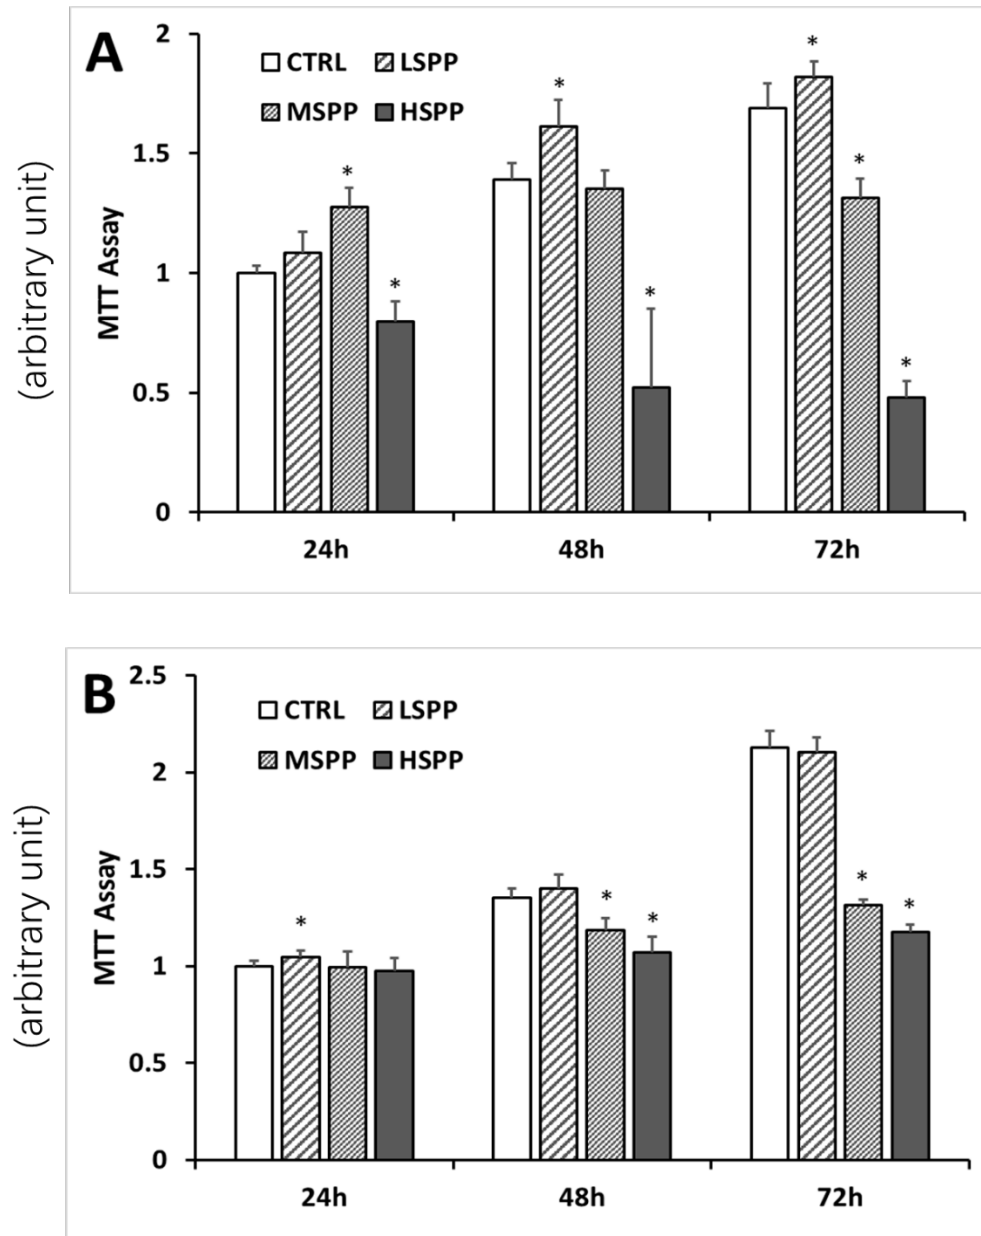 A
2
CTRL LSPP
MSPP HSPP
*
*
*
1.5
*
*
1
*
*
0.5
*
0
MTT Assay
(arbitrary unit)
24h 48h 72h
B
2.5
CTRL LSPP
MSPP HSPP
2
1.5
*
*
*
*
*
1
0.5
0
MTT Assay
(arbitrary unit)
24h 48h 72h